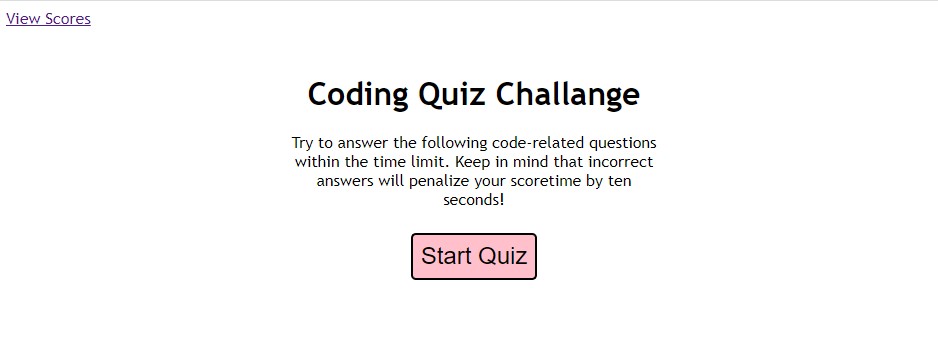 View Scores
Coding Quiz Challange
Try to answer the following code-related questions
within the time limit. Keep in mind that incorrect
answers will penalize your scoretime by ten
seconds!
Start Quiz